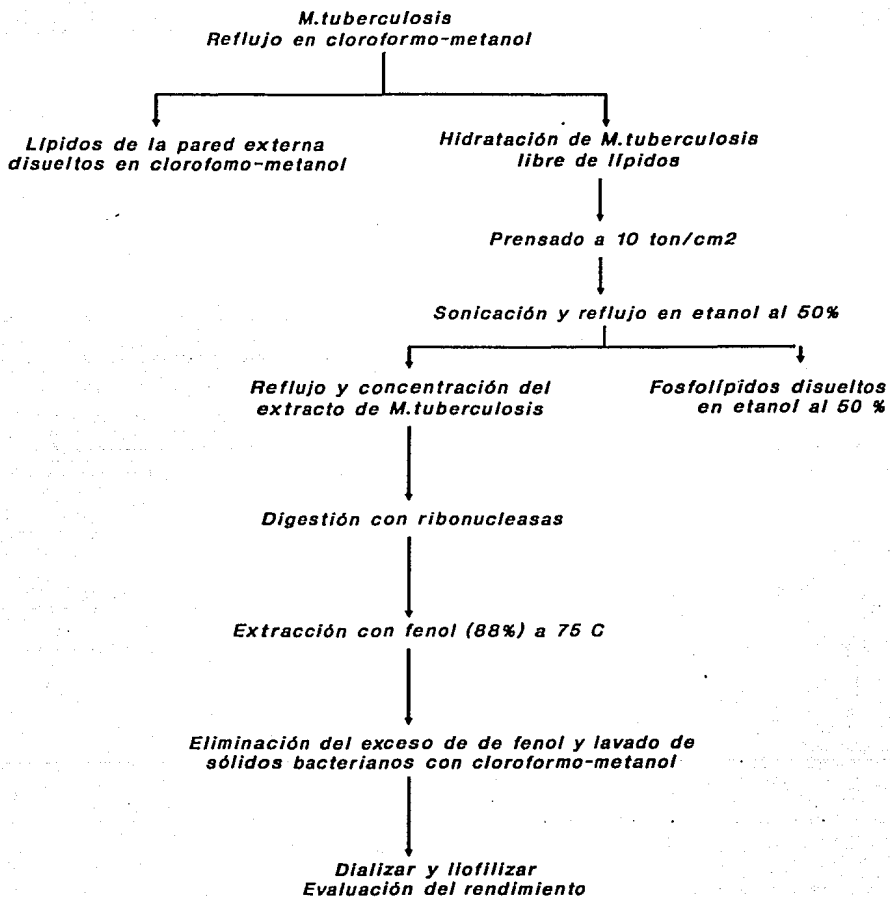 M.tuberculosis
Reflujo en cloroformo-metanol
Lípidos de la pared externa
disueltos en clorofomo-metanol
Hidratación de M.tuberculosis
libre de lípidos
Prensado a 10 ton/cm2
Sonicación y reflujo en etanol al 50%
Reflujo y concentración del
extracto de M.tuberculosis
Fosfolípidos disueltos
en etanol al 50 %
Digestión con ribonucleasas
Extracción con fenol (88%) a 75 C
Eliminación del exceso de de fenol y lavado de
sólidos bacterianos con cloroformo-metanol
Dializar y liofilizar
Evaluación del rendimiento